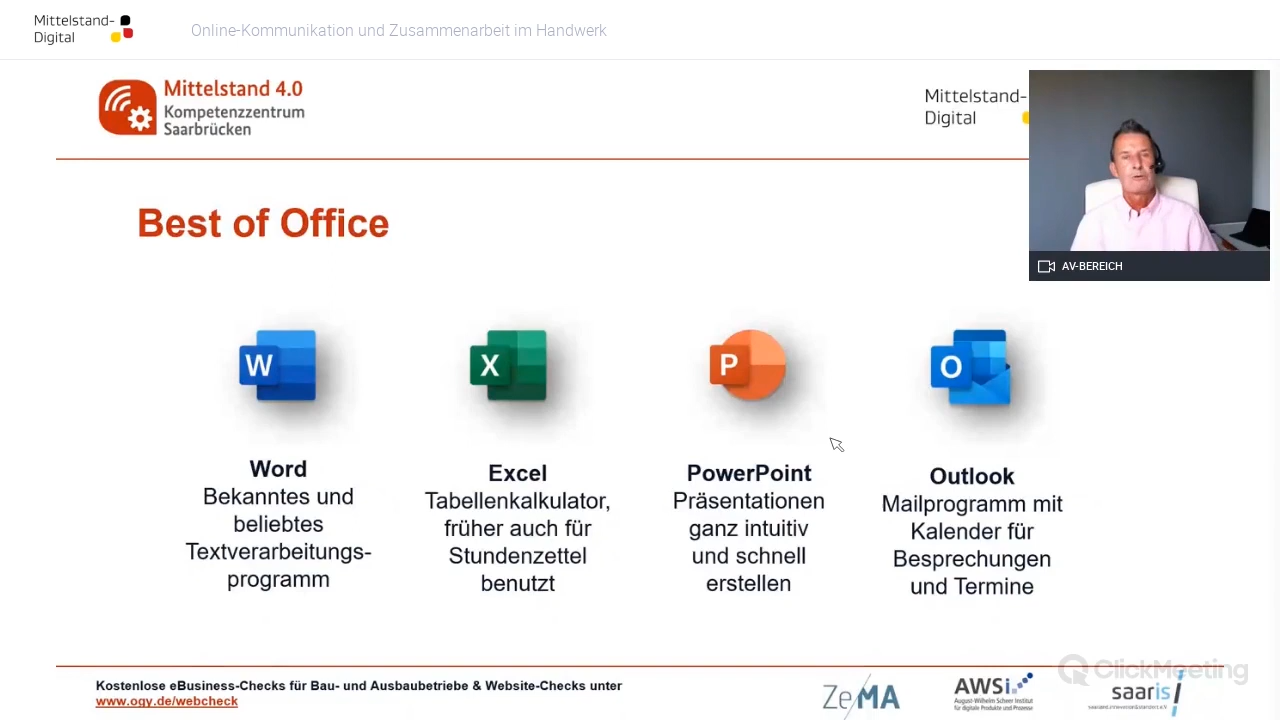 Mittelstand-
Digital
Online-Kommunikation und Zusammenarbeit im Handwerk
Mittelstand 4.0
Kompetenzzentrum
Saarbrücken
Mittelstand-
Digital
AV-BEREICH
Best of Office
W
X
P
O
Word
Bekanntes und
beliebtes
Textverarbeitungs-
programm
Excel
Tabellenkalkulator,
früher auch für
Stundenzettel
benutzt
PowerPoint
Präsentationen
ganz intuitiv
und schnell
erstellen
Outlook
Mailprogramm mit
Kalender für
Besprechungen
und Termine
Kostenlose eBusiness-Checks für Bau- und Ausbaubetriebe & Website-Checks unter
www.ogy.de/webcheck
ZeMA
AWSi
August-Wilhelm Scheer Institut
für digitale Produkte und Prozesse
ClickMeeting
saaris